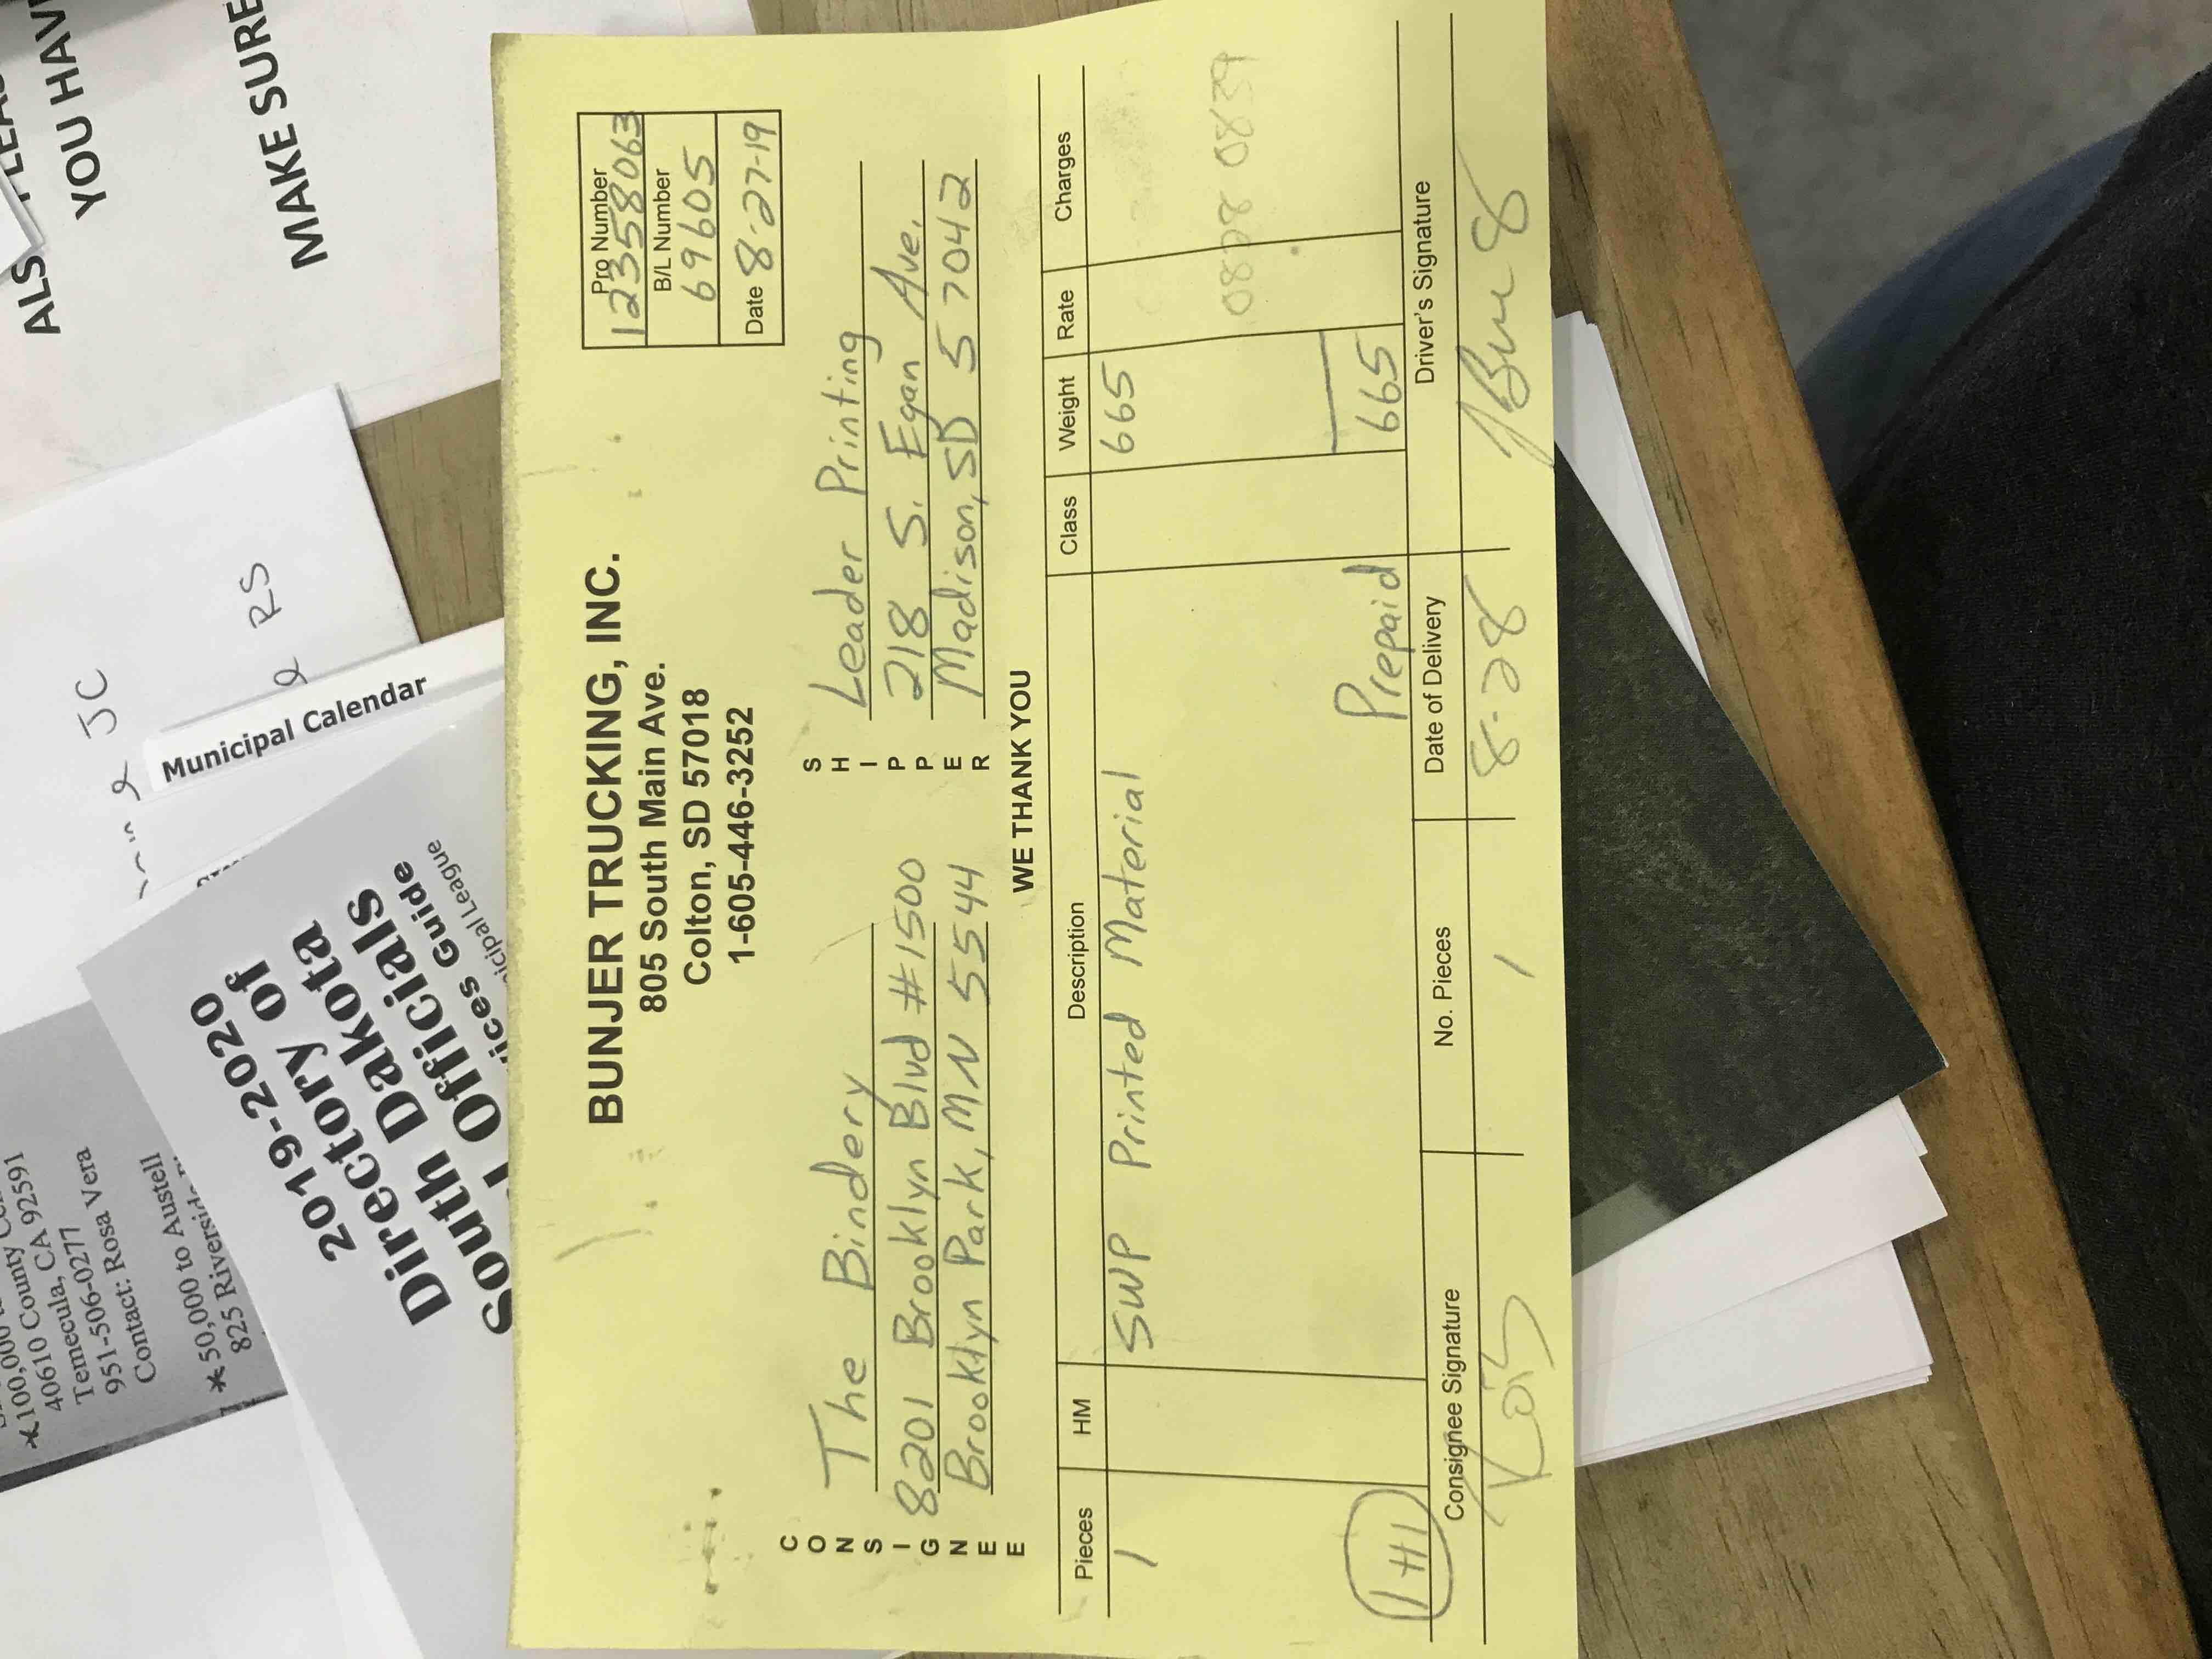 BUNJER TRUCKING, INC.
805 South Main Ave.
Colton, SD 57018
1-605-446-3252
Pro Number
12358063
B/L Number
69605
Date 8-27-19
CONSIGNEE
The Bindery
8201 Brooklyn Blvd #1500
Brooklyn Park, MN 5544
SHIPPER
Leader Printing
218 S. Egan Ave.
Madison, SD 57042
WE THANK YOU
Pieces HM Description Class Weight Rate Charges
1 SWP Printed Material 665
0828 0839
Prepaid 665
Consignee Signature No. Pieces Date of Delivery Driver's Signature
1 8-28
ALS
YOU HAV
MAKE SURE
JC
RS
Municipal Calendar
2019-2020
Directory of
South Dakota
Officials
ices Guide
icipal League
40610 County
Temecula, CA 92591
951-506-0277
Contact: Rosa Vera
*50,000 to Austell
825 Riverside